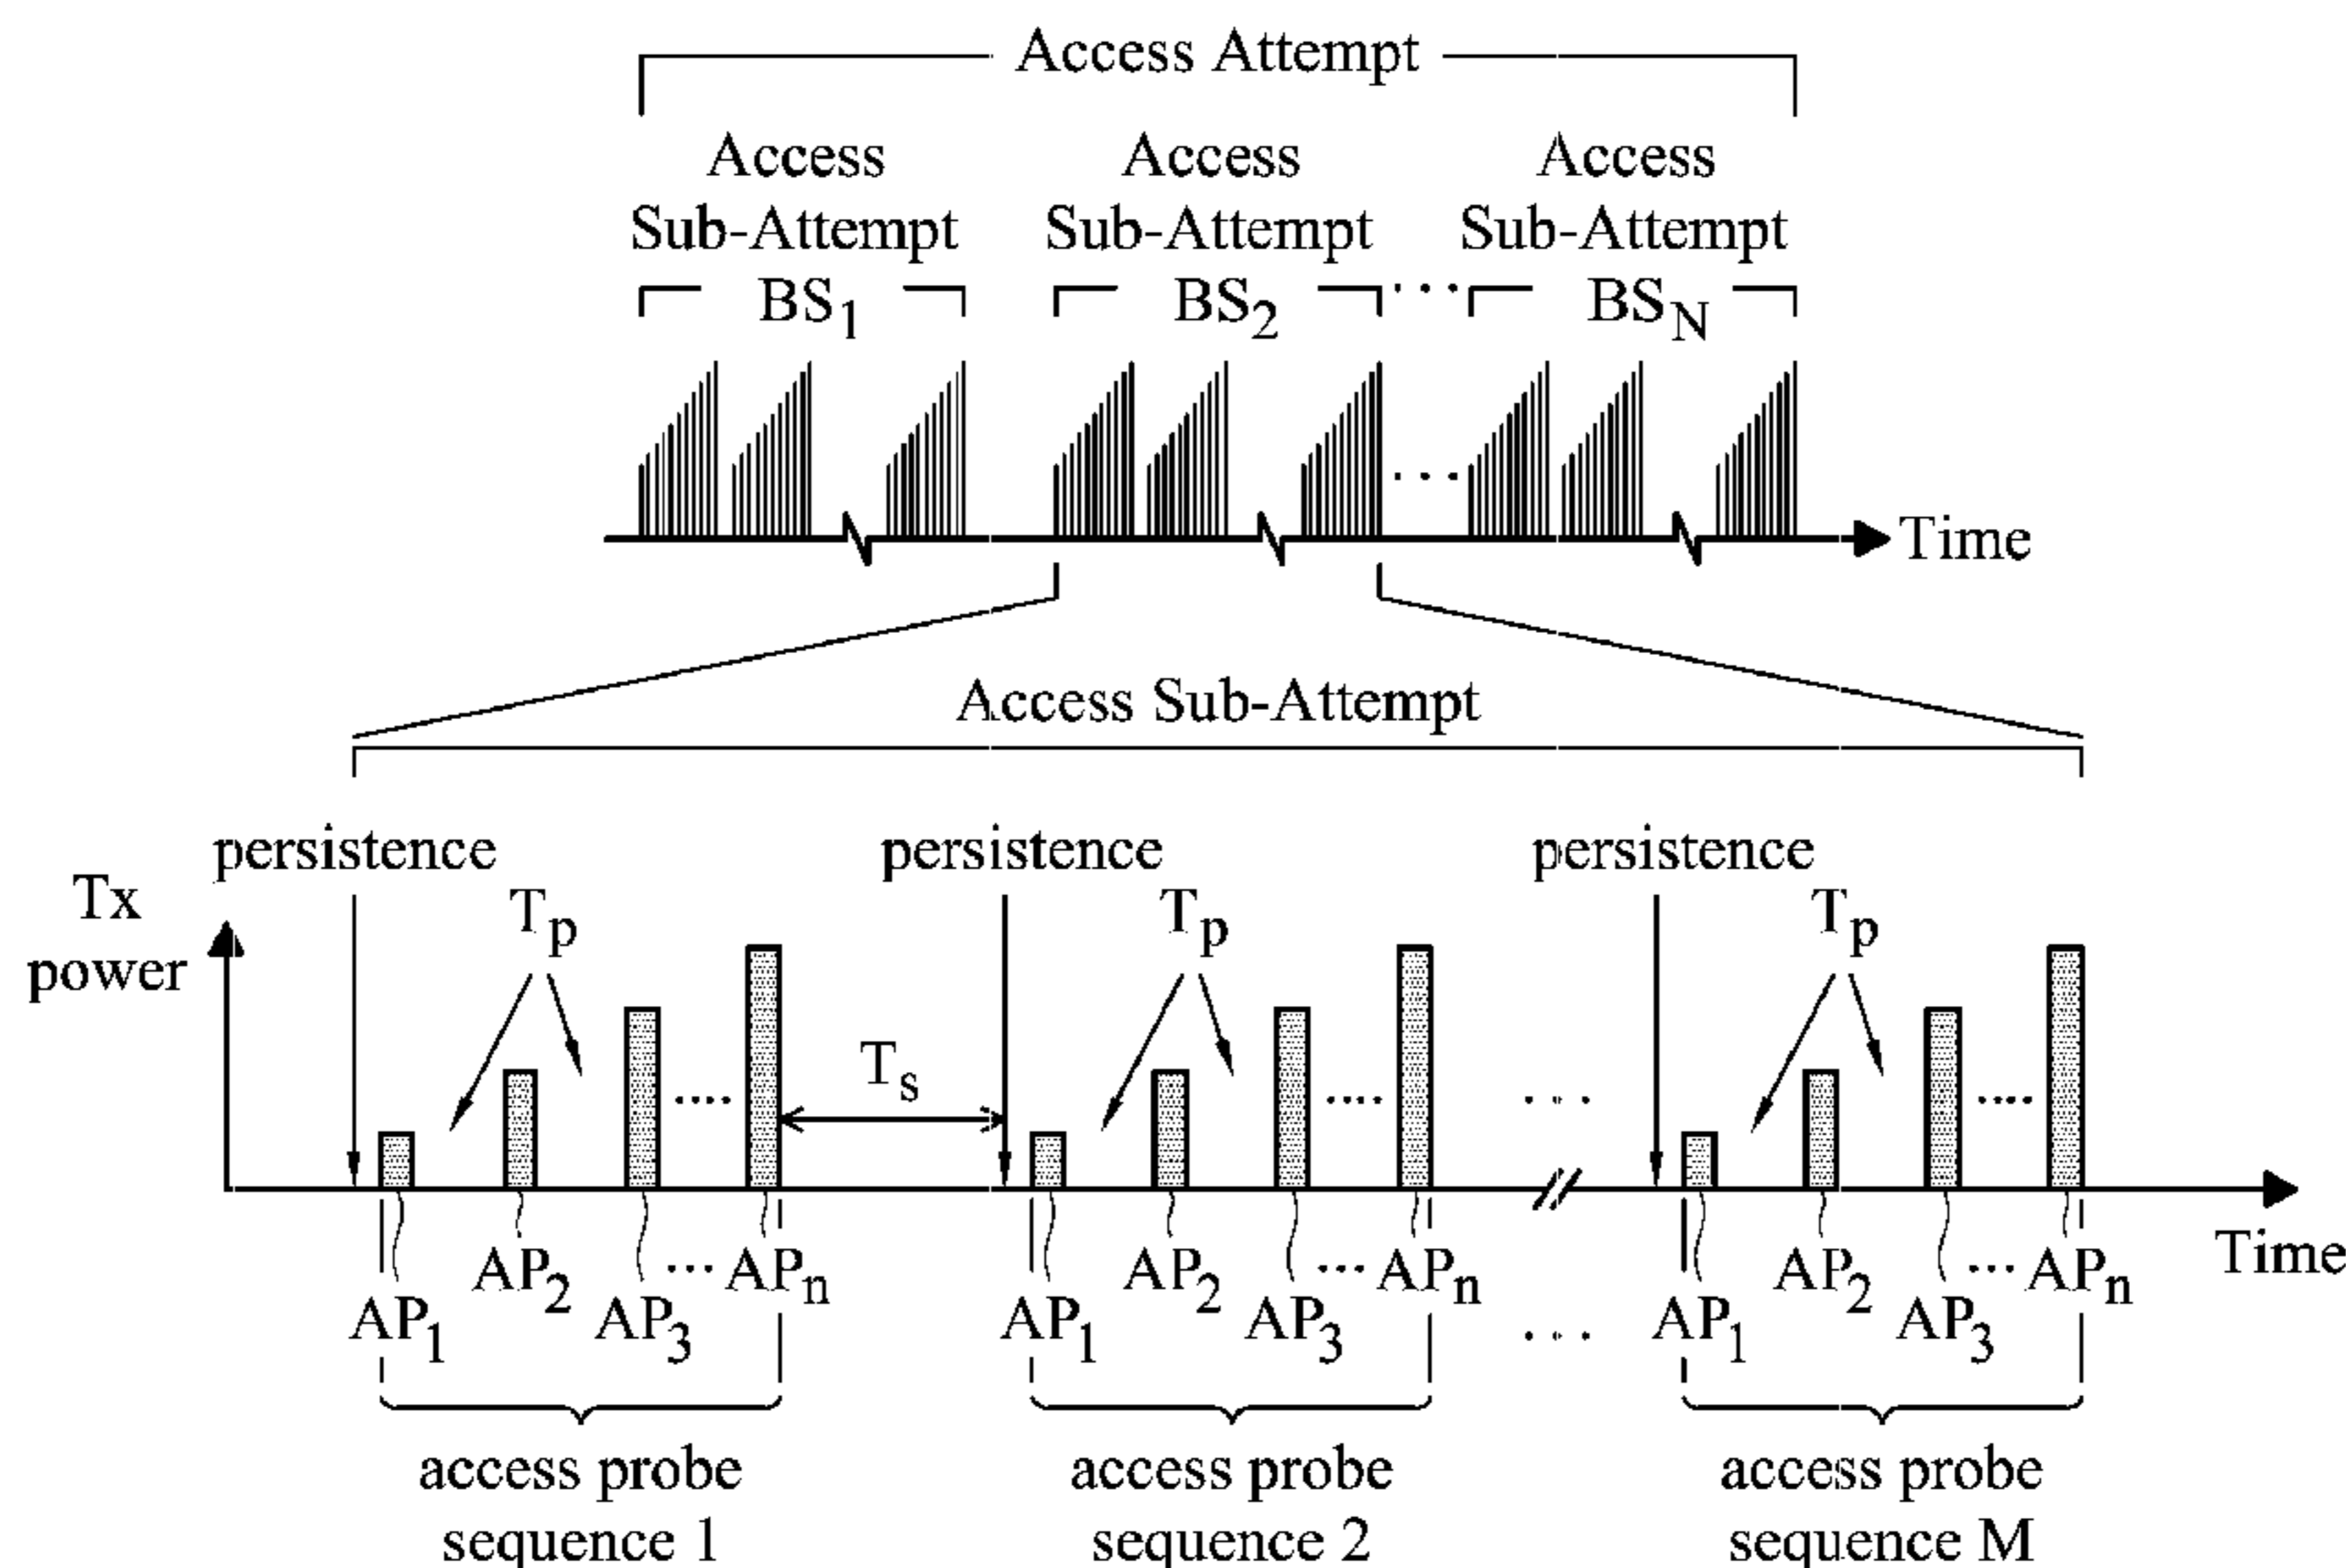 Access Attempt
Access Access Access
Sub-Attempt Sub-Attempt Sub-Attempt
BS1 BS2 ... BSN
...
Time
Access Sub-Attempt
persistence persistence persistence
Tx
power
Tp Tp Tp
Ts
.... .... ... ....
AP2 ... APn AP2 ... APn AP2 ... APn
Time
AP1 AP3 AP1 AP3 ... AP1 AP3
access probe access probe access probe
sequence 1 sequence 2 sequence M